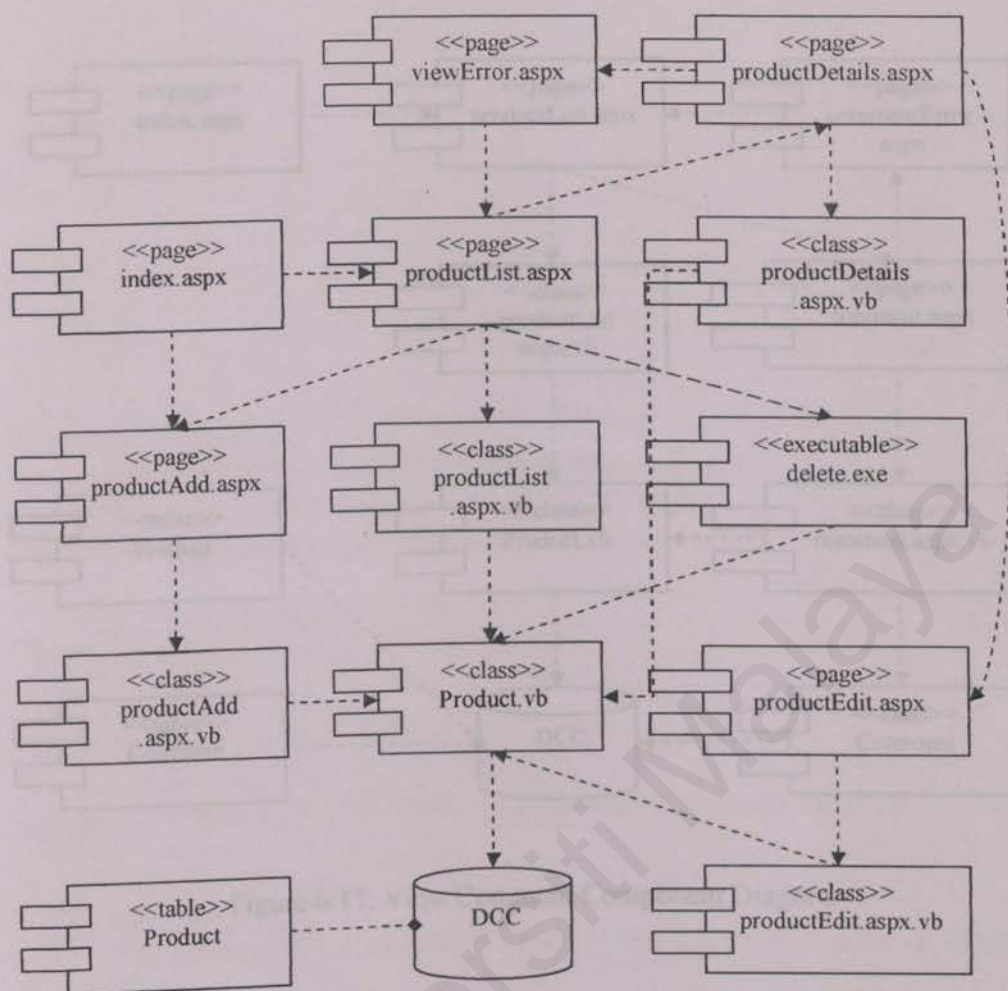 <<page>>
viewError.aspx
<<page>>
productDetails.aspx
<<page>>
index.aspx
<<page>>
productList.aspx
<<class>>
productDetails
.aspx.vb
<<page>>
productAdd.aspx
<<class>>
productList
.aspx.vb
<<executable>>
delete.exe
<<class>>
productAdd
.aspx.vb
<<class>>
Product.vb
<<page>>
productEdit.aspx
<<table>>
Product
DCC
<<class>>
productEdit.aspx.vb
rsiti Malaya